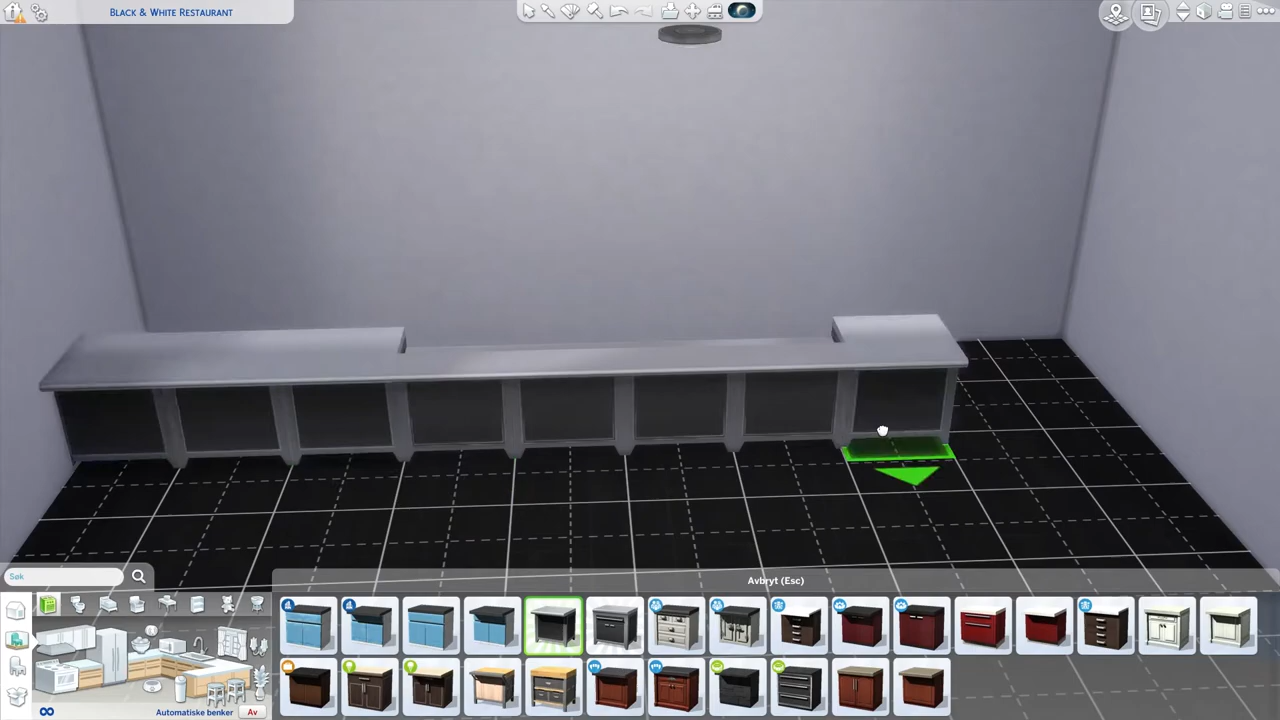 BLACK & WHITE RESTAURANT
Søk
Avbryt (Esc)
Automatiske benker Av